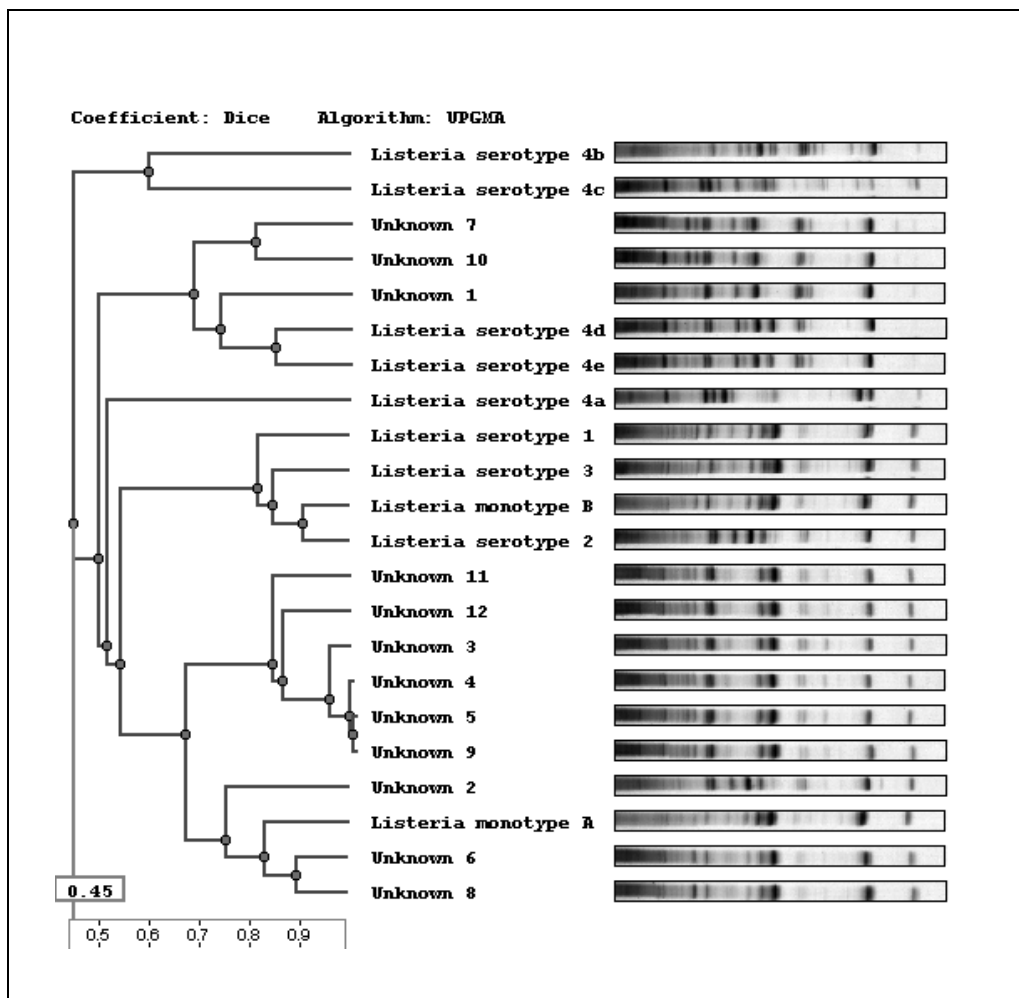 Coefficient: Dice    Algorithm: UPGMA
Listeria serotype 4b
Listeria serotype 4c
Unknown 7
Unknown 10
Unknown 1
Listeria serotype 4d
Listeria serotype 4e
Listeria serotype 4a
Listeria serotype 1
Listeria serotype 3
Listeria monotype B
Listeria serotype 2
Unknown 11
Unknown 12
Unknown 3
Unknown 4
Unknown 5
Unknown 9
Unknown 2
Listeria monotype A
Unknown 6
Unknown 8
0.45
0.5 0.6 0.7 0.8 0.9